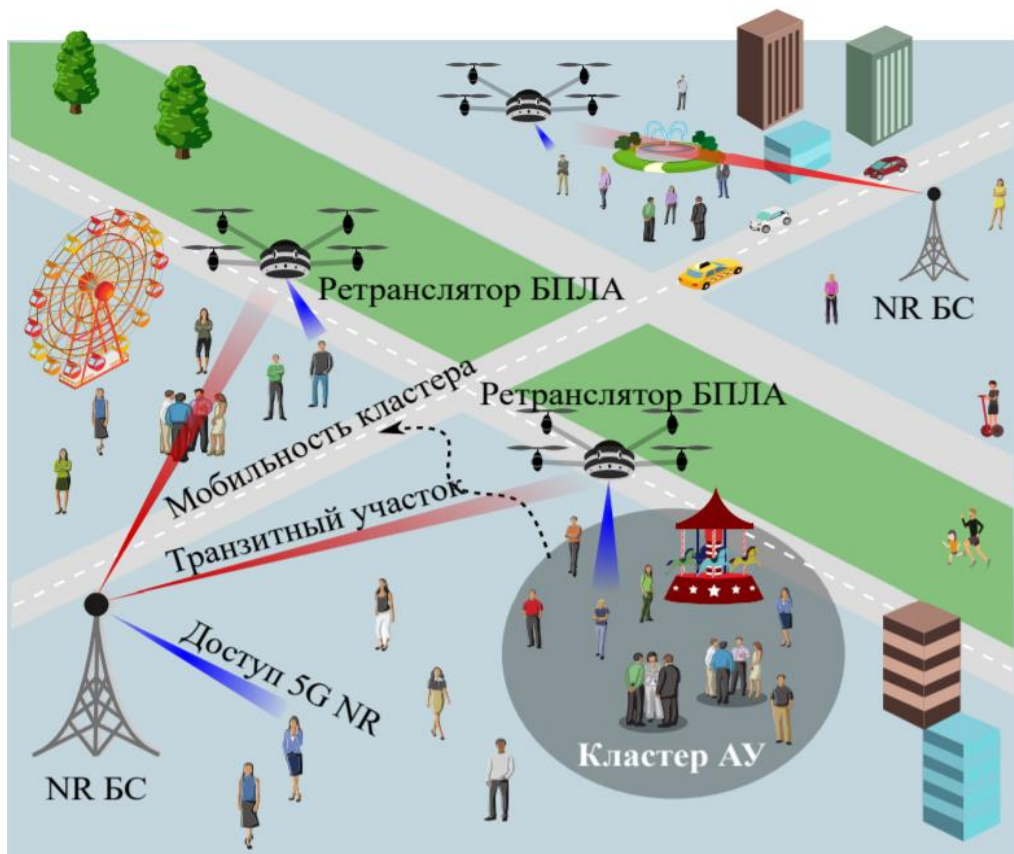 Ретранслятор БПЛА
NR БС
Ретранслятор БПЛА
Мобильность кластера
Транзитный участок
Доступ 5G NR
Кластер АУ
NR БС